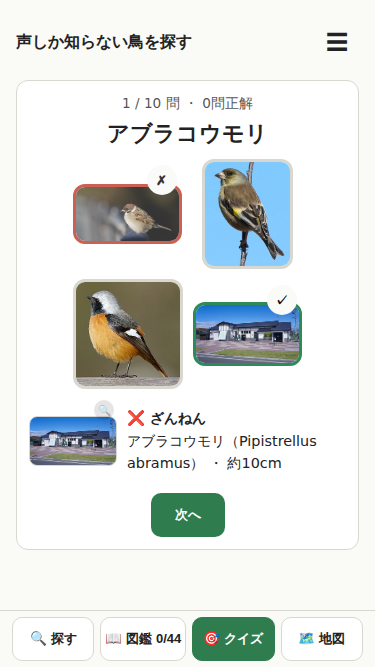 声しか知らない鳥を探す
☰
1 / 10 問 ・ 0問正解
アブラコウモリ
✗
✓
🔍
❌ ざんねん
アブラコウモリ（Pipistrellus
abramus） ・ 約10cm
次へ
🔍 探す
📖 図鑑 0/44
🎯 クイズ
🗺️ 地図